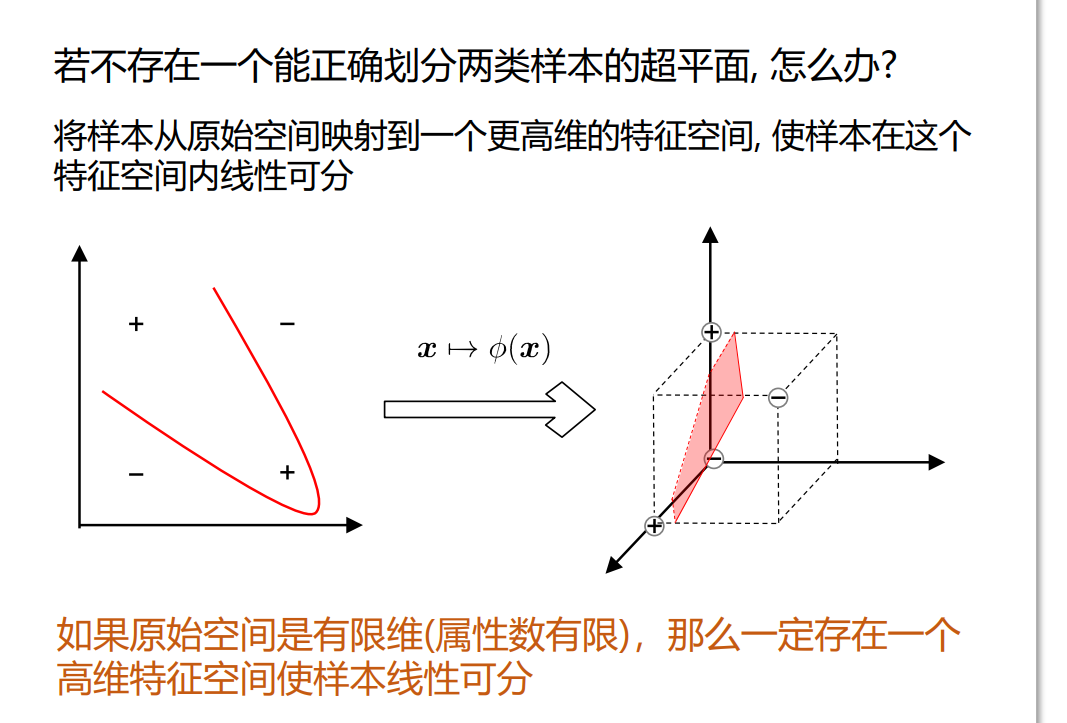 若不存在一个能正确划分两类样本的超平面, 怎么办?
将样本从原始空间映射到一个更高维的特征空间, 使样本在这个
特征空间内线性可分
+ −
− +
x ↦ ϕ(x)
+
−
−
+
如果原始空间是有限维(属性数有限)，那么一定存在一个
高维特征空间使样本线性可分